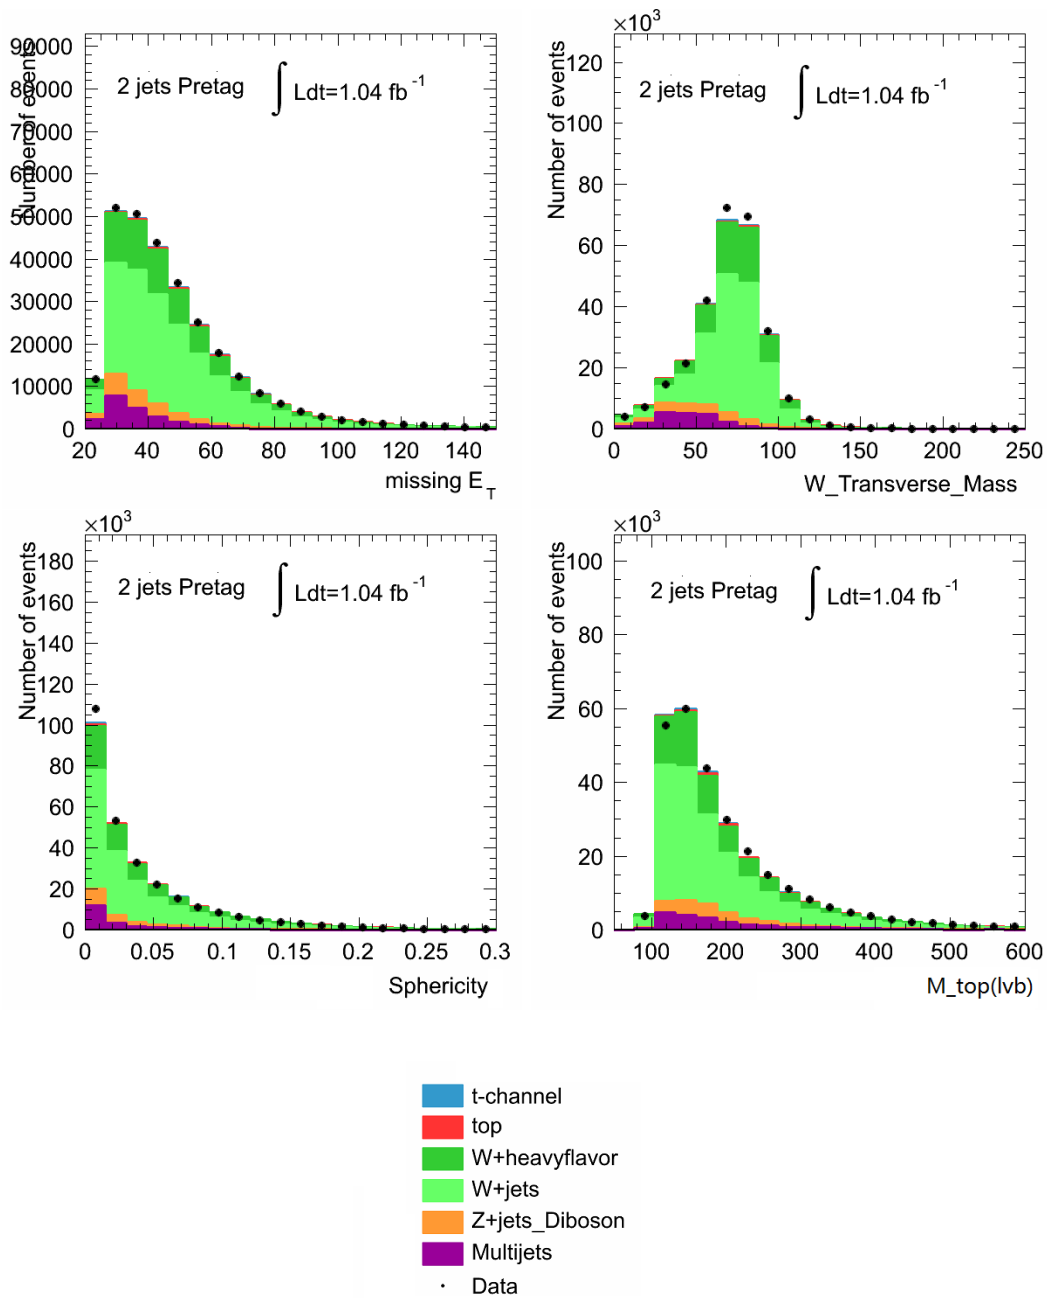 Number of events
90000
80000
70000
60000
50000
40000
30000
20000
10000
0
2 jets Pretag ∫ Ldt=1.04 fb⁻¹
20 40 60 80 100 120 140
missing E_T
×10³
Number of events
120
100
80
60
40
20
0
2 jets Pretag ∫ Ldt=1.04 fb⁻¹
0 50 100 150 200 250
W_Transverse_Mass
×10³
Number of events
180
160
140
120
100
80
60
40
20
0
2 jets Pretag ∫ Ldt=1.04 fb⁻¹
0 0.05 0.1 0.15 0.2 0.25 0.3
Sphericity
×10³
Number of events
100
80
60
40
20
0
2 jets Pretag ∫ Ldt=1.04 fb⁻¹
100 200 300 400 500 600
M_top(lvb)
t-channel
top
W+heavyflavor
W+jets
Z+jets_Diboson
Multijets
Data